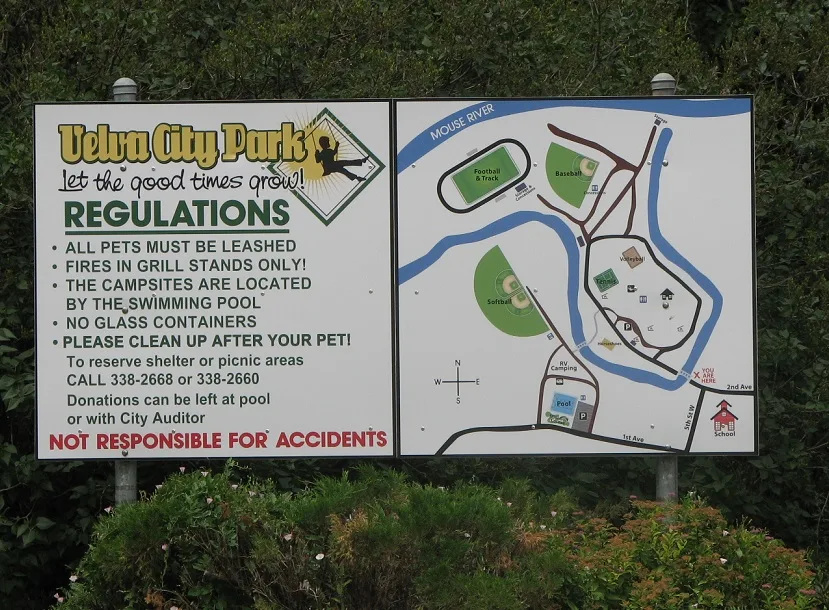 Velva City Park
Let the good times grow!
REGULATIONS
• ALL PETS MUST BE LEASHED
• FIRES IN GRILL STANDS ONLY!
• THE CAMPSITES ARE LOCATED
BY THE SWIMMING POOL
• NO GLASS CONTAINERS
• PLEASE CLEAN UP AFTER YOUR PET!
To reserve shelter or picnic areas
CALL 338-2668 or 338-2660
Donations can be left at pool
or with City Auditor
NOT RESPONSIBLE FOR ACCIDENTS
MOUSE RIVER
Football
& Track
Baseball
Volleyball
Tennis
Softball
P
Horseshoes
RV
Camping
N
W E
S
Pool
P
YOU
ARE
HERE
2nd Ave
5th St W
1st Ave
School